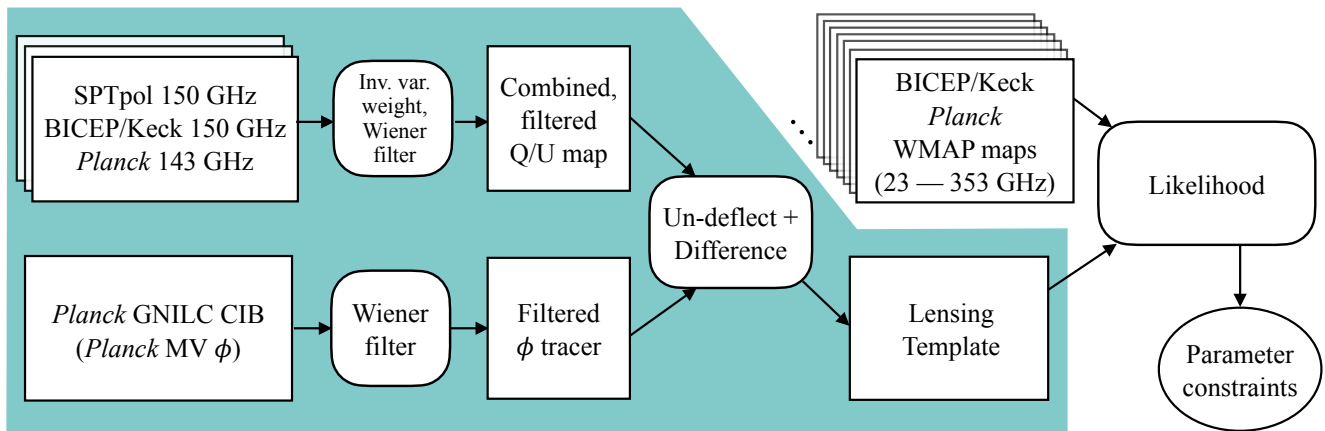 SPTpol 150 GHz
BICEP/Keck 150 GHz
Planck 143 GHz
Inv. var.
weight,
Wiener
filter
Combined,
filtered
Q/U map
BICEP/Keck
Planck
WMAP maps
(23 — 353 GHz)
Likelihood
Un-deflect +
Difference
Planck GNILC CIB
(Planck MV ϕ)
Wiener
filter
Filtered
ϕ tracer
Lensing
Template
Parameter
constraints